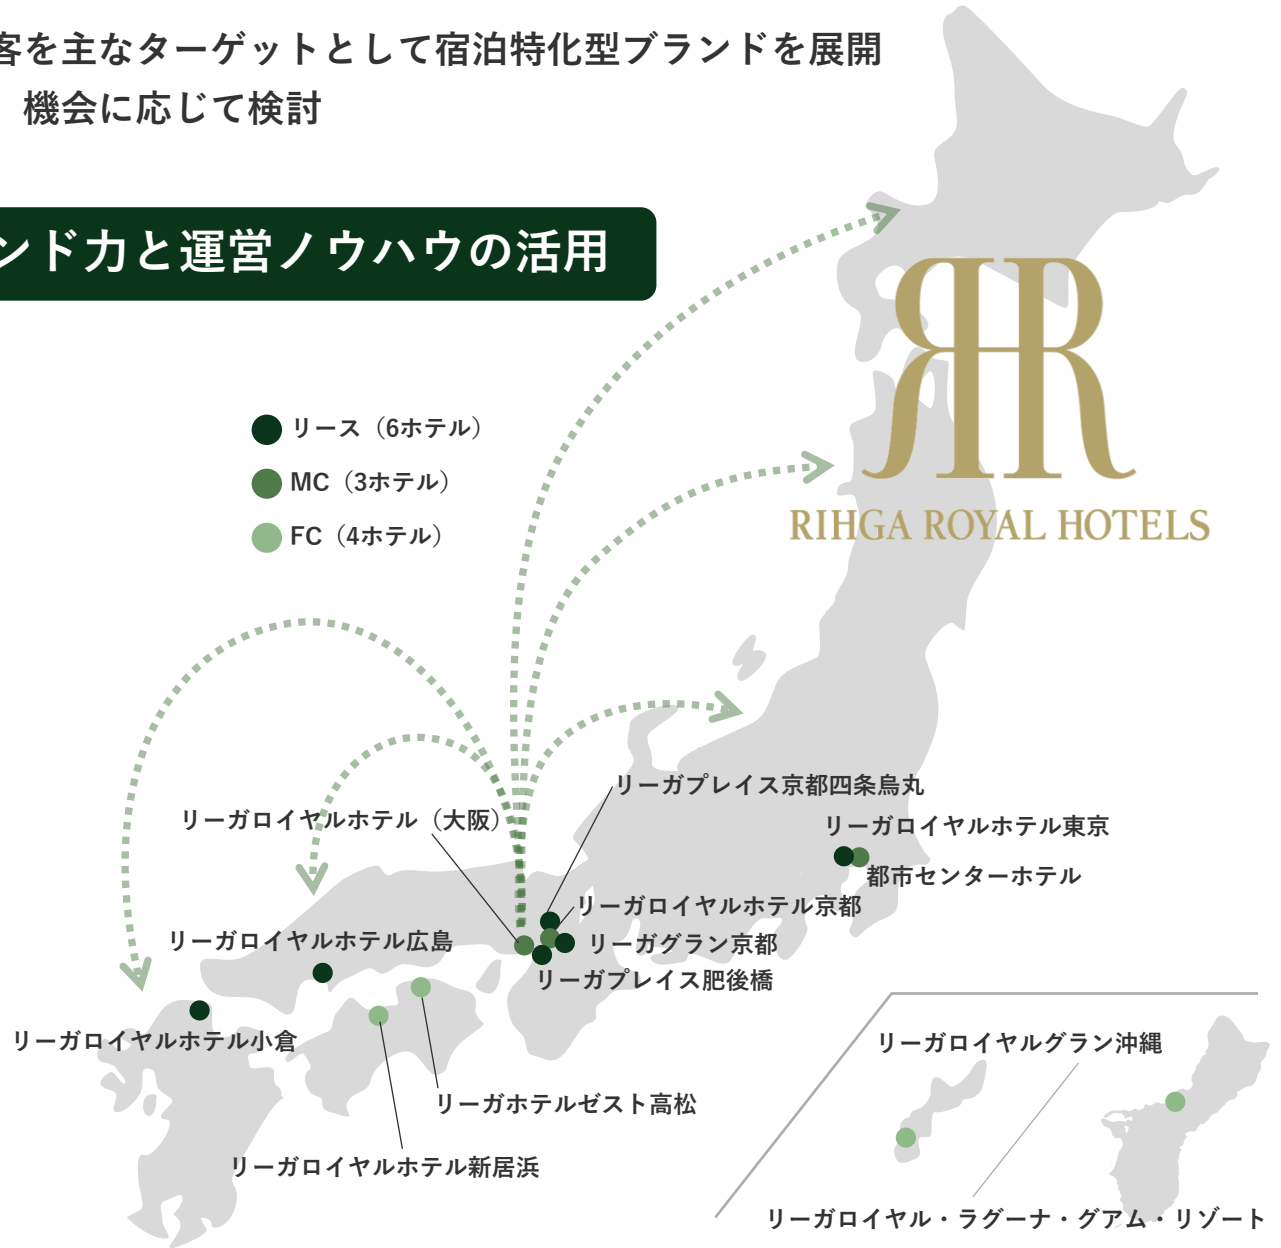 客を主なターゲットとして宿泊特化型ブランドを展開
機会に応じて検討
ンド力と運営ノウハウの活用
リース（6ホテル）
MC（3ホテル）
FC（4ホテル）
RIHGA ROYAL HOTELS
リーガプレイス京都四条烏丸
リーガロイヤルホテル（大阪）
リーガロイヤルホテル東京
都市センターホテル
リーガロイヤルホテル京都
リーガロイヤルホテル広島
リーガグラン京都
リーガプレイス肥後橋
リーガロイヤルホテル小倉
リーガロイヤルグラン沖縄
リーガホテルゼスト高松
リーガロイヤルホテル新居浜
リーガロイヤル・ラグーナ・グアム・リゾート